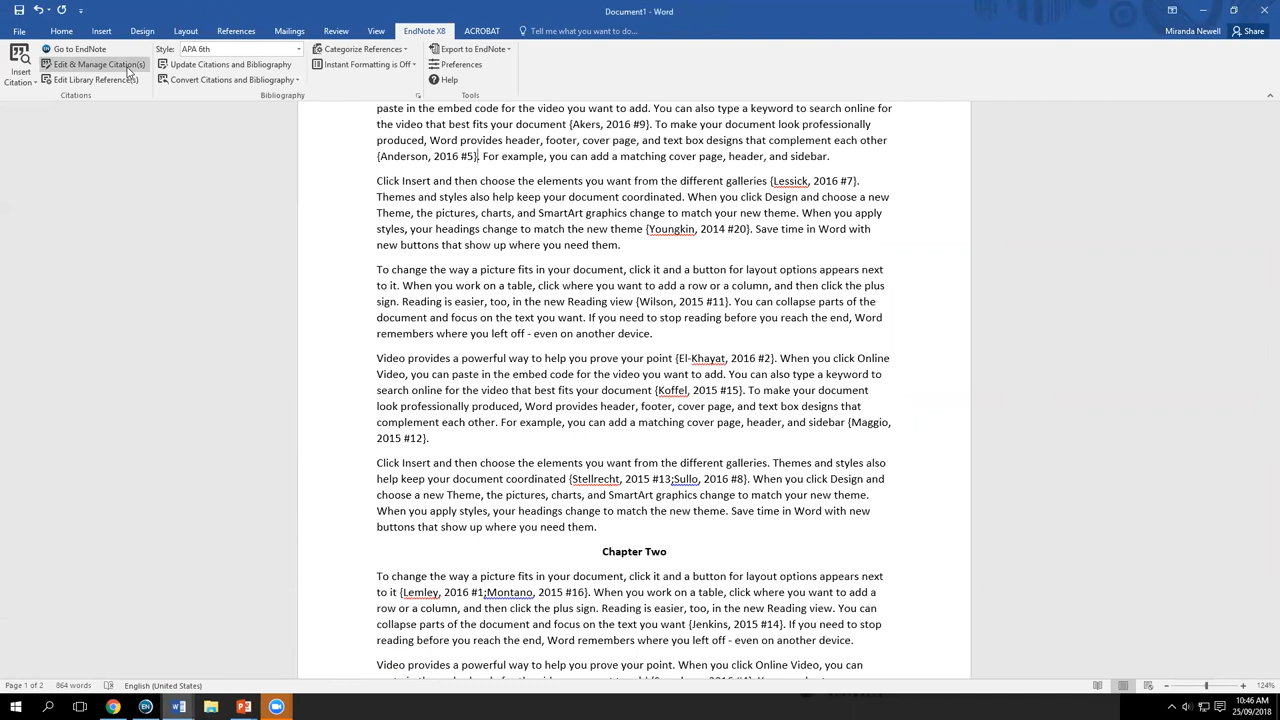 Document1 - Word
File Home Insert Design Layout References Mailings Review View EndNote X8 ACROBAT Tell me what you want to do... Miranda Newell Share
Go to EndNote Style: APA 6th Categorize References Export to EndNote
Insert Citation Edit & Manage Citation(s) Update Citations and Bibliography Instant Formatting is Off Preferences
Edit Library Reference(s) Convert Citations and Bibliography Help
Citations Bibliography Tools
paste in the embed code for the video you want to add. You can also type a keyword to search online for
the video that best fits your document {Akers, 2016 #9}. To make your document look professionally
produced, Word provides header, footer, cover page, and text box designs that complement each other
{Anderson, 2016 #5}. For example, you can add a matching cover page, header, and sidebar.
Click Insert and then choose the elements you want from the different galleries {Lessick, 2016 #7}.
Themes and styles also help keep your document coordinated. When you click Design and choose a new
Theme, the pictures, charts, and SmartArt graphics change to match your new theme. When you apply
styles, your headings change to match the new theme {Youngkin, 2014 #20}. Save time in Word with
new buttons that show up where you need them.
To change the way a picture fits in your document, click it and a button for layout options appears next
to it. When you work on a table, click where you want to add a row or a column, and then click the plus
sign. Reading is easier, too, in the new Reading view {Wilson, 2015 #11}. You can collapse parts of the
document and focus on the text you want. If you need to stop reading before you reach the end, Word
remembers where you left off - even on another device.
Video provides a powerful way to help you prove your point {El-Khayat, 2016 #2}. When you click Online
Video, you can paste in the embed code for the video you want to add. You can also type a keyword to
search online for the video that best fits your document {Koffel, 2015 #15}. To make your document
look professionally produced, Word provides header, footer, cover page, and text box designs that
complement each other. For example, you can add a matching cover page, header, and sidebar {Maggio,
2015 #12}.
Click Insert and then choose the elements you want from the different galleries. Themes and styles also
help keep your document coordinated {Stellrecht, 2015 #13;Sullo, 2016 #8}. When you click Design and
choose a new Theme, the pictures, charts, and SmartArt graphics change to match your new theme.
When you apply styles, your headings change to match the new theme. Save time in Word with new
buttons that show up where you need them.
Chapter Two
To change the way a picture fits in your document, click it and a button for layout options appears next
to it {Lemley, 2016 #1;Montano, 2015 #16}. When you work on a table, click where you want to add a
row or a column, and then click the plus sign. Reading is easier, too, in the new Reading view. You can
collapse parts of the document and focus on the text you want {Jenkins, 2015 #14}. If you need to stop
reading before you reach the end, Word remembers where you left off - even on another device.
Video provides a powerful way to help you prove your point. When you click Online Video, you can
Page 1 of 2 864 words English (United States) 124%
10:46 AM
25/09/2018